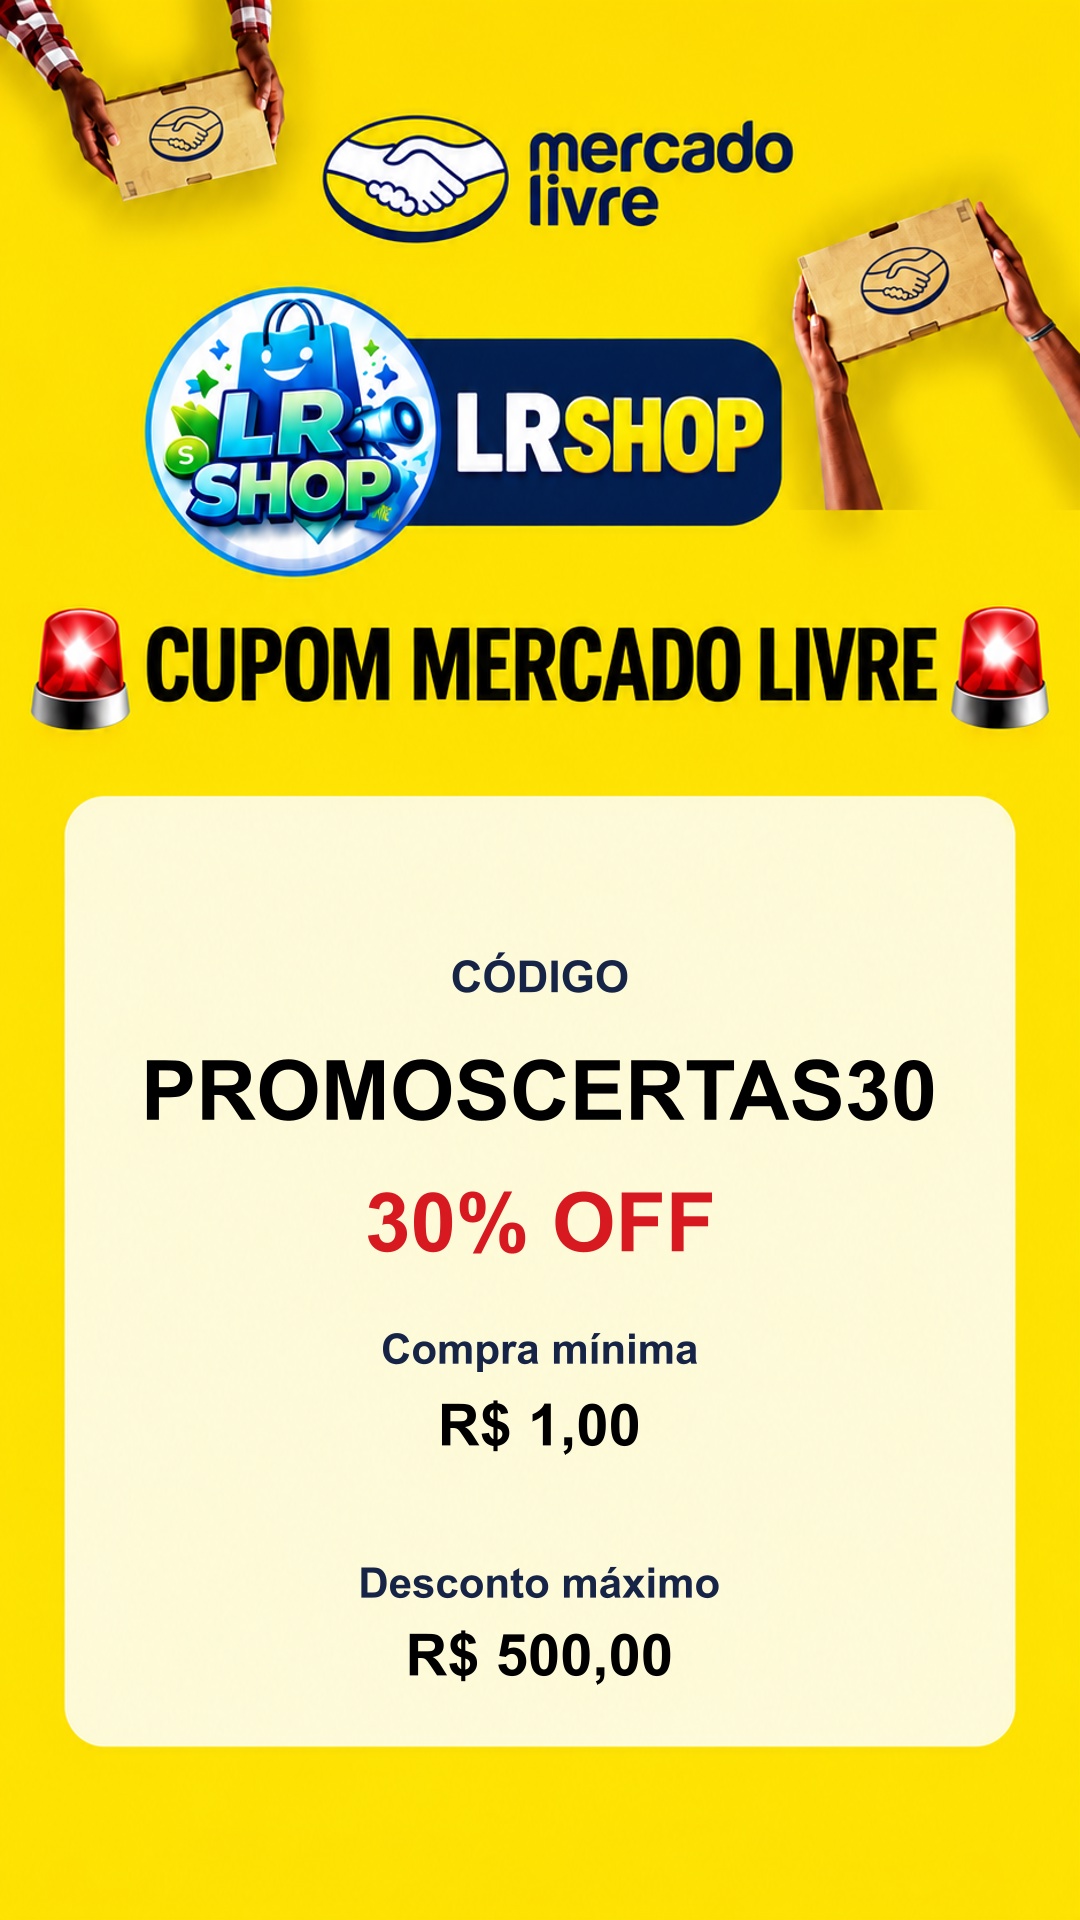 mercado
livre
LR
SHOP
S
LRSHOP
CUPOM MERCADO LIVRE
CÓDIGO
PROMOSCERTAS30
30% OFF
Compra mínima
R$ 1,00
Desconto máximo
R$ 500,00